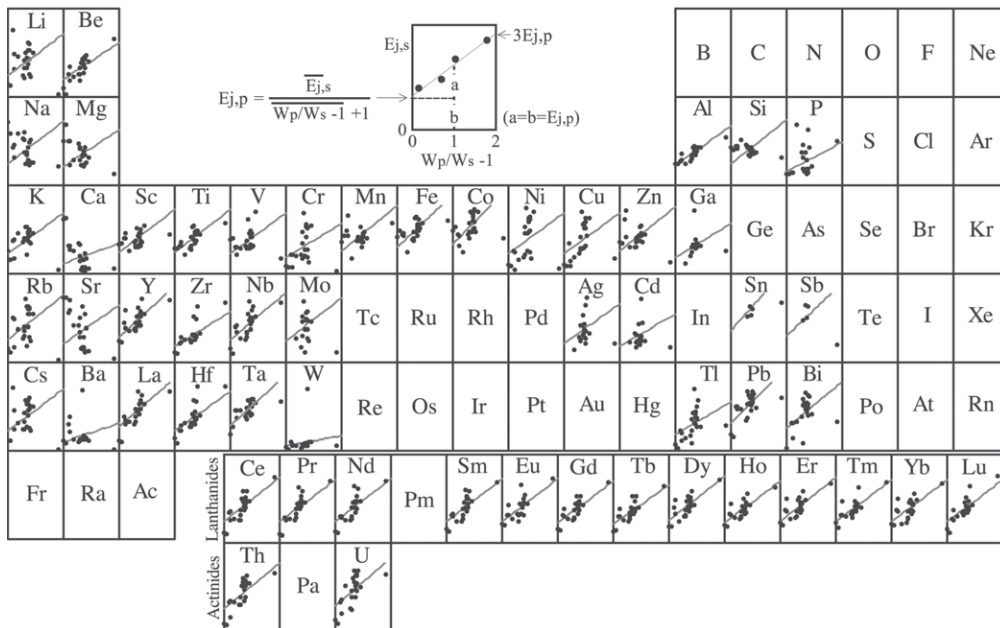 Li Be B C N O F Ne
Ej,s 3Ej,p
Ej,p = Ej,s / Wp/Ws -1 +1
a
b
(a=b=Ej,p)
0
0 1 2
Wp/Ws -1
Na Mg Al Si P S Cl Ar
K Ca Sc Ti V Cr Mn Fe Co Ni Cu Zn Ga Ge As Se Br Kr
Rb Sr Y Zr Nb Mo Tc Ru Rh Pd Ag Cd In Sn Sb Te I Xe
Cs Ba La Hf Ta W Re Os Ir Pt Au Hg Tl Pb Bi Po At Rn
Fr Ra Ac
Lanthanides
Ce Pr Nd Pm Sm Eu Gd Tb Dy Ho Er Tm Yb Lu
Actinides
Th Pa U